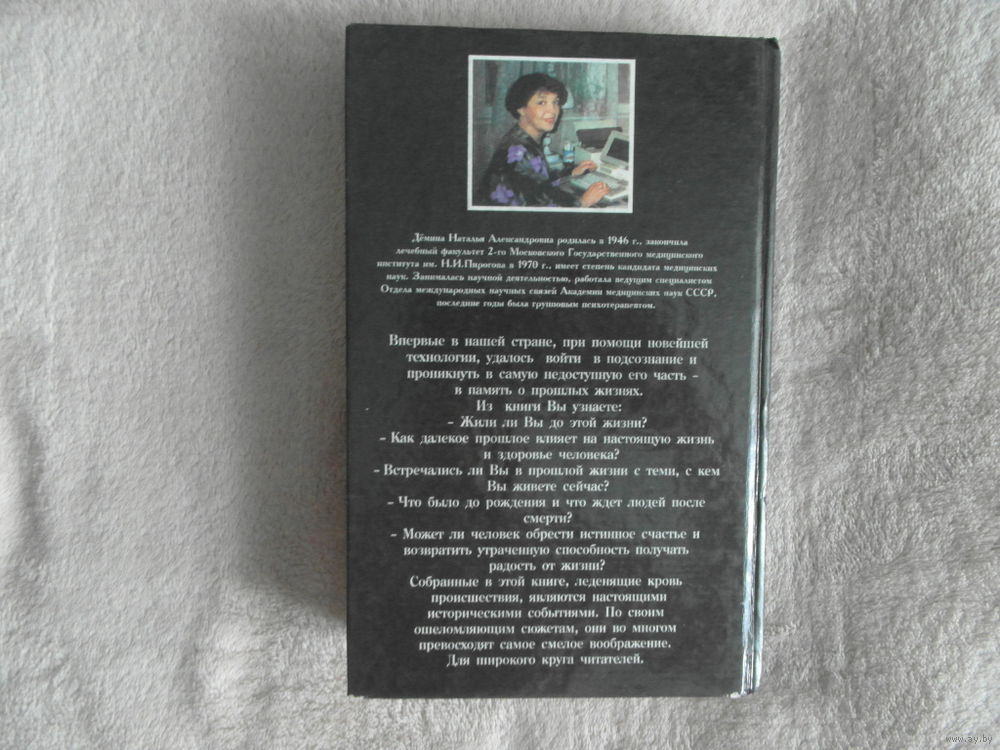 Дёмина Наталья Александровна родилась в 1946 г., закончила
лечебный факультет 2-го Московского Государственного медицинского
института им. Н.И.Пирогова в 1970 г., имеет степень кандидата медицинских
наук. Занималась научной деятельностью, работала ведущим специалистом
Отдела международных научных связей Академии медицинских наук СССР,
последние годы была групповым психотерапевтом.
Впервые в нашей стране, при помощи новейшей
технологии, удалось войти в подсознание и
проникнуть в самую недоступную его часть -
в память о прошлых жизнях.
Из книги Вы узнаете:
- Жили ли Вы до этой жизни?
- Как далекое прошлое влияет на настоящую жизнь
и здоровье человека?
- Встречались ли Вы в прошлой жизни с теми, с кем
Вы живете сейчас?
- Что было до рождения и что ждет людей после
смерти?
- Может ли человек обрести истинное счастье и
возвратить утраченную способность получать
радость от жизни?
Собранные в этой книге, леденящие кровь
происшествия, являются настоящими
историческими событиями. По своим
ошеломляющим сюжетам, они во многом
превосходят самое смелое воображение.
Для широкого круга читателей.
www.ay.by